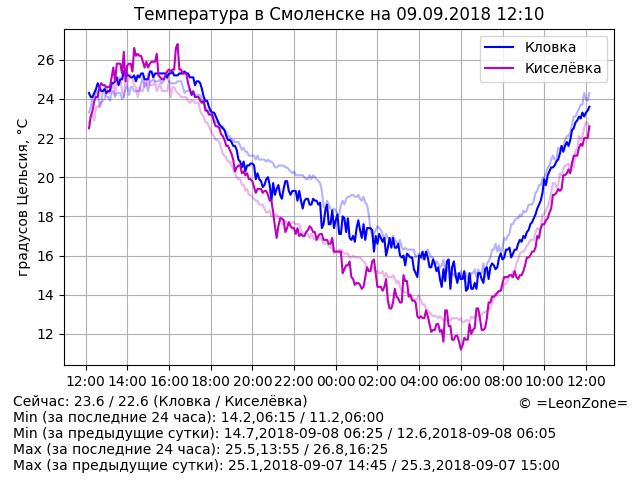 Температура в Смоленске на 09.09.2018 12:10
Кловка
Киселёвка
градусов Цельсия, °C
26
24
22
20
18
16
14
12
12:00 14:00 16:00 18:00 20:00 22:00 00:00 02:00 04:00 06:00 08:00 10:00 12:00
Сейчас: 23.6 / 22.6 (Кловка / Киселёвка)
© =LeonZone=
Min (за последние 24 часа): 14.2,06:15 / 11.2,06:00
Min (за предыдущие сутки): 14.7,2018-09-08 06:25 / 12.6,2018-09-08 06:05
Max (за последние 24 часа): 25.5,13:55 / 26.8,16:25
Max (за предыдущие сутки): 25.1,2018-09-07 14:45 / 25.3,2018-09-07 15:00